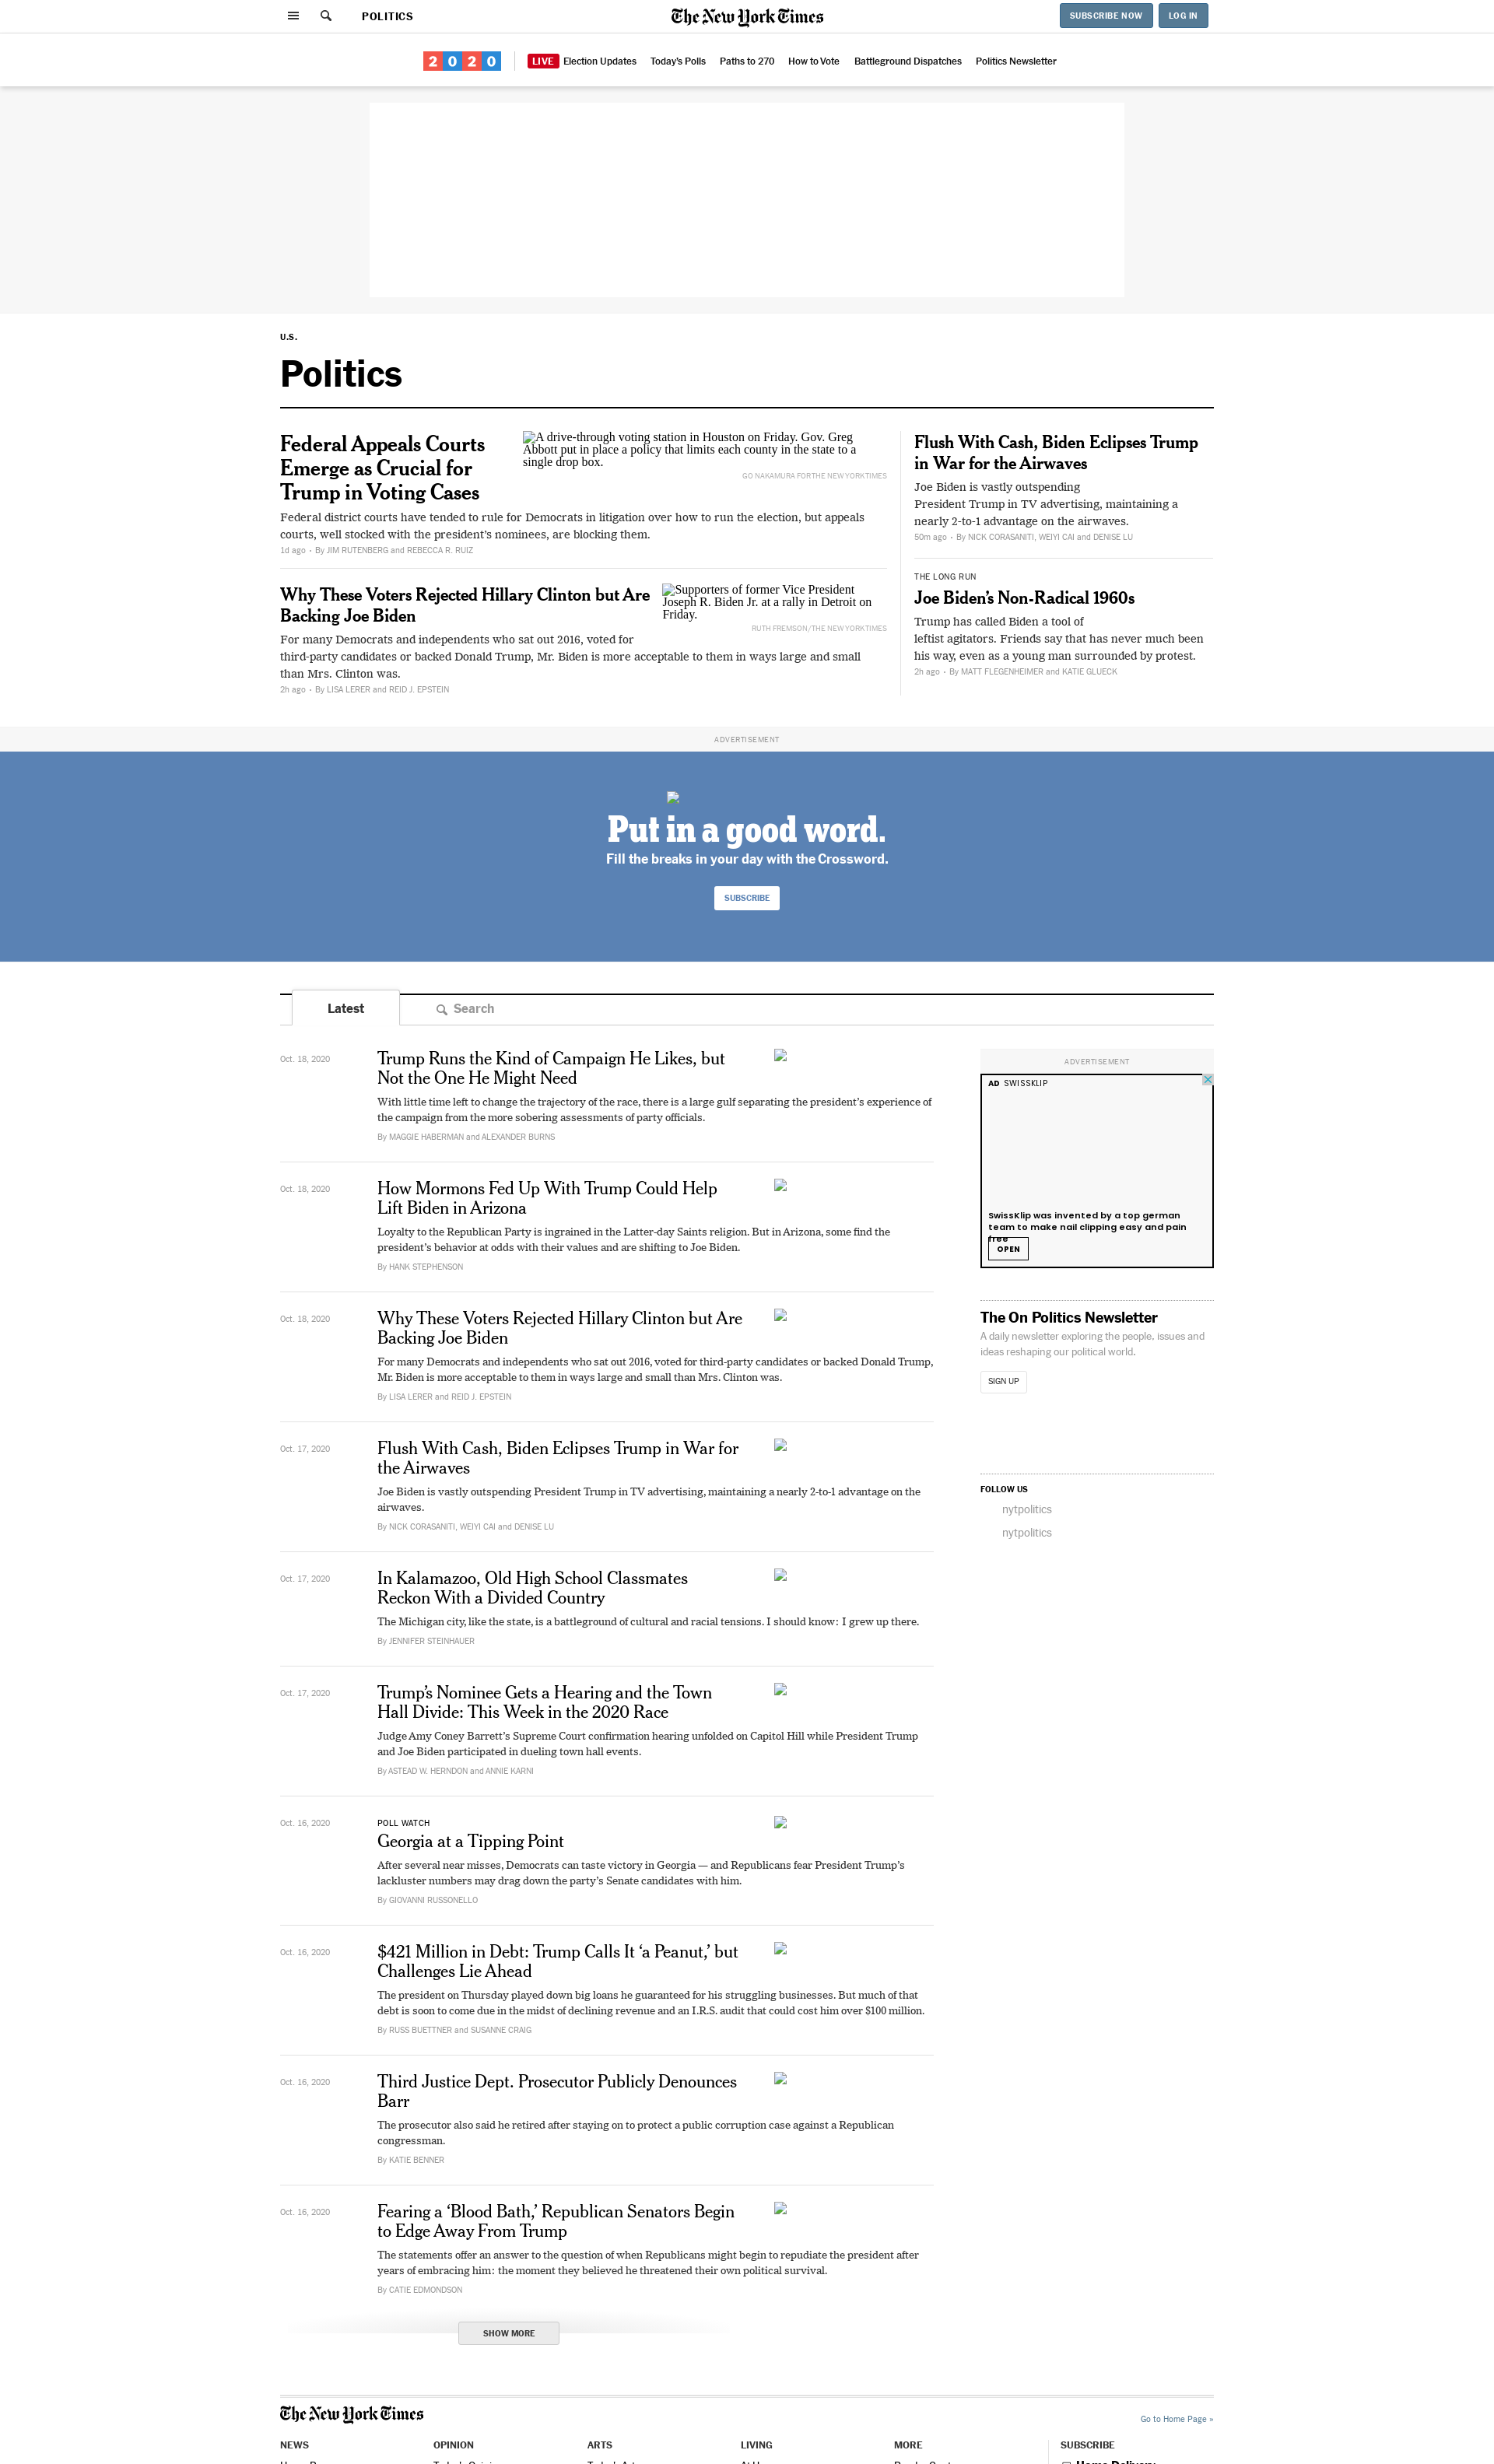 POLITICS
The New York Times
SUBSCRIBE NOW
LOG IN
2020
LIVE Election Updates
Today's Polls
Paths to 270
How to Vote
Battleground Dispatches
Politics Newsletter
U.S.
Politics
Federal Appeals Courts
Emerge as Crucial for
Trump in Voting Cases
A drive-through voting station in Houston on Friday. Gov. Greg
Abbott put in place a policy that limits each county in the state to a
single drop box.
GO NAKAMURA FOR THE NEW YORK TIMES
Federal district courts have tended to rule for Democrats in litigation over how to run the election, but appeals
courts, well stocked with the president's nominees, are blocking them.
1d ago • By JIM RUTENBERG and REBECCA R. RUIZ
Why These Voters Rejected Hillary Clinton but Are
Backing Joe Biden
Supporters of former Vice President
Joseph R. Biden Jr. at a rally in Detroit on
Friday.
RUTH FREMSON/THE NEW YORK TIMES
For many Democrats and independents who sat out 2016, voted for
third-party candidates or backed Donald Trump, Mr. Biden is more acceptable to them in ways large and small
than Mrs. Clinton was.
2h ago • By LISA LERER and REID J. EPSTEIN
Flush With Cash, Biden Eclipses Trump
in War for the Airwaves
Joe Biden is vastly outspending
President Trump in TV advertising, maintaining a
nearly 2-to-1 advantage on the airwaves.
50m ago • By NICK CORASANITI, WEIYI CAI and DENISE LU
THE LONG RUN
Joe Biden's Non-Radical 1960s
Trump has called Biden a tool of
leftist agitators. Friends say that has never much been
his way, even as a young man surrounded by protest.
2h ago • By MATT FLEGENHEIMER and KATIE GLUECK
ADVERTISEMENT
Put in a good word.
Fill the breaks in your day with the Crossword.
SUBSCRIBE
Latest
Search
Oct. 18, 2020
Trump Runs the Kind of Campaign He Likes, but
Not the One He Might Need
With little time left to change the trajectory of the race, there is a large gulf separating the president's experience of
the campaign from the more sobering assessments of party officials.
By MAGGIE HABERMAN and ALEXANDER BURNS
Oct. 18, 2020
How Mormons Fed Up With Trump Could Help
Lift Biden in Arizona
Loyalty to the Republican Party is ingrained in the Latter-day Saints religion. But in Arizona, some find the
president's behavior at odds with their values and are shifting to Joe Biden.
By HANK STEPHENSON
Oct. 18, 2020
Why These Voters Rejected Hillary Clinton but Are
Backing Joe Biden
For many Democrats and independents who sat out 2016, voted for third-party candidates or backed Donald Trump,
Mr. Biden is more acceptable to them in ways large and small than Mrs. Clinton was.
By LISA LERER and REID J. EPSTEIN
Oct. 17, 2020
Flush With Cash, Biden Eclipses Trump in War for
the Airwaves
Joe Biden is vastly outspending President Trump in TV advertising, maintaining a nearly 2-to-1 advantage on the
airwaves.
By NICK CORASANITI, WEIYI CAI and DENISE LU
Oct. 17, 2020
In Kalamazoo, Old High School Classmates
Reckon With a Divided Country
The Michigan city, like the state, is a battleground of cultural and racial tensions. I should know: I grew up there.
By JENNIFER STEINHAUER
Oct. 17, 2020
Trump's Nominee Gets a Hearing and the Town
Hall Divide: This Week in the 2020 Race
Judge Amy Coney Barrett's Supreme Court confirmation hearing unfolded on Capitol Hill while President Trump
and Joe Biden participated in dueling town hall events.
By ASTEAD W. HERNDON and ANNIE KARNI
Oct. 16, 2020
POLL WATCH
Georgia at a Tipping Point
After several near misses, Democrats can taste victory in Georgia — and Republicans fear President Trump's
lackluster numbers may drag down the party's Senate candidates with him.
By GIOVANNI RUSSONELLO
Oct. 16, 2020
$421 Million in Debt: Trump Calls It 'a Peanut,' but
Challenges Lie Ahead
The president on Thursday played down big loans he guaranteed for his struggling businesses. But much of that
debt is soon to come due in the midst of declining revenue and an I.R.S. audit that could cost him over $100 million.
By RUSS BUETTNER and SUSANNE CRAIG
Oct. 16, 2020
Third Justice Dept. Prosecutor Publicly Denounces
Barr
The prosecutor also said he retired after staying on to protect a public corruption case against a Republican
congressman.
By KATIE BENNER
Oct. 16, 2020
Fearing a 'Blood Bath,' Republican Senators Begin
to Edge Away From Trump
The statements offer an answer to the question of when Republicans might begin to repudiate the president after
years of embracing him: the moment they believed he threatened their own political survival.
By CATIE EDMONDSON
SHOW MORE
ADVERTISEMENT
AD SWISSKLIP
SwissKlip was invented by a top german
team to make nail clipping easy and pain
free
OPEN
The On Politics Newsletter
A daily newsletter exploring the people, issues and
ideas reshaping our political world.
SIGN UP
FOLLOW US
nytpolitics
nytpolitics
The New York Times
Go to Home Page »
NEWS
OPINION
ARTS
LIVING
MORE
SUBSCRIBE